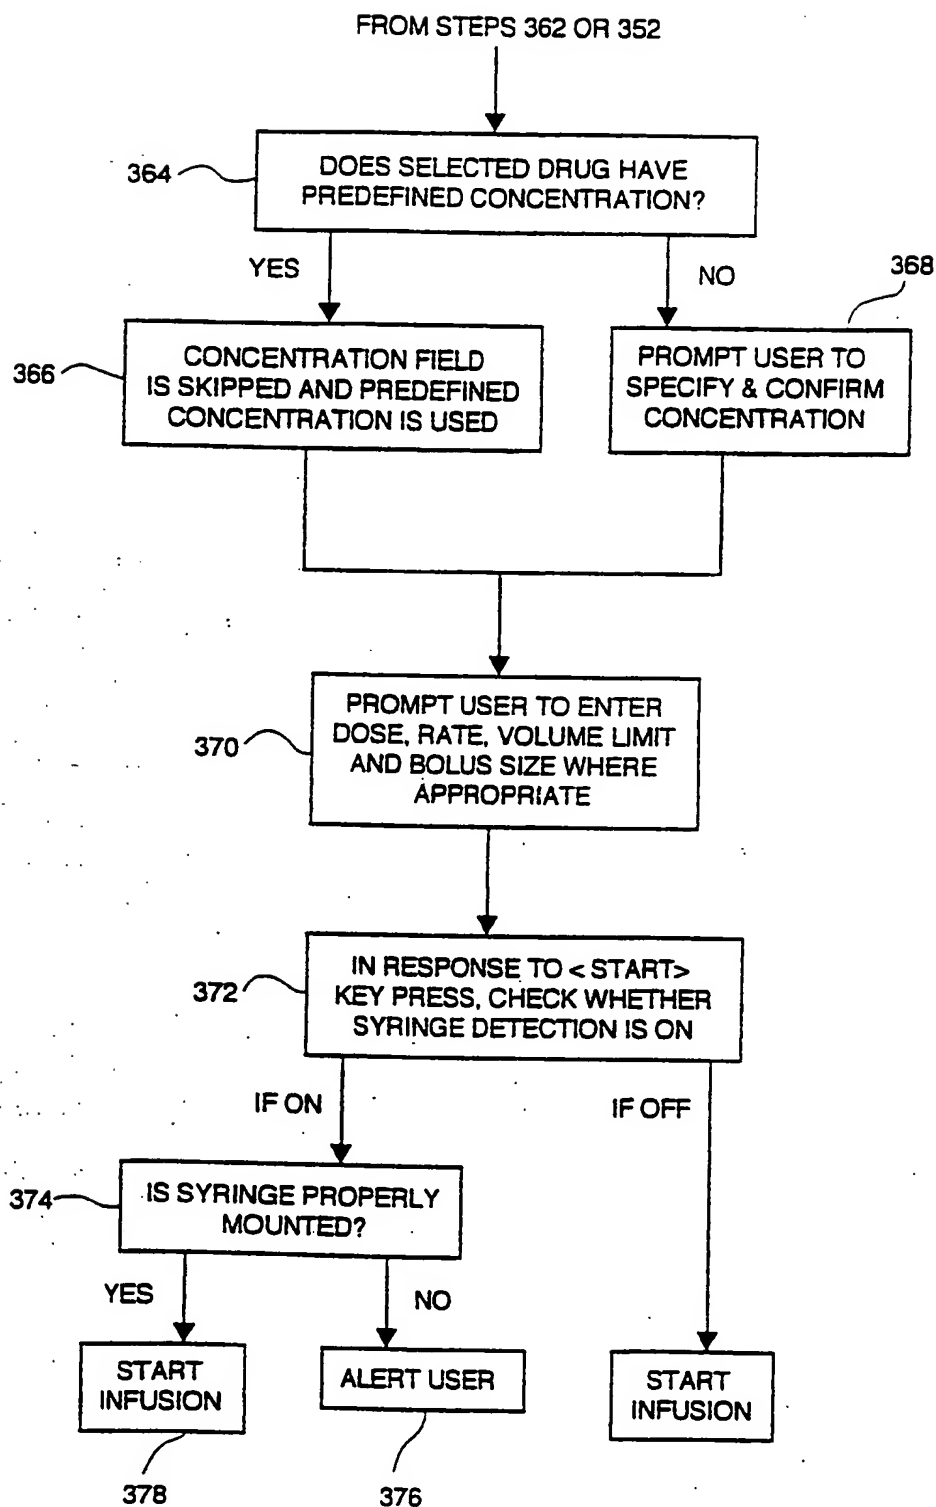 FROM STEPS 362 OR 352
364
DOES SELECTED DRUG HAVE
PREDEFINED CONCENTRATION?
YES
NO
368
366
CONCENTRATION FIELD
IS SKIPPED AND PREDEFINED
CONCENTRATION IS USED
PROMPT USER TO
SPECIFY & CONFIRM
CONCENTRATION
370
PROMPT USER TO ENTER
DOSE, RATE, VOLUME LIMIT
AND BOLUS SIZE WHERE
APPROPRIATE
372
IN RESPONSE TO < START>
KEY PRESS, CHECK WHETHER
SYRINGE DETECTION IS ON
IF ON
IF OFF
374
IS SYRINGE PROPERLY
MOUNTED?
YES
NO
START
INFUSION
ALERT USER
START
INFUSION
378
376